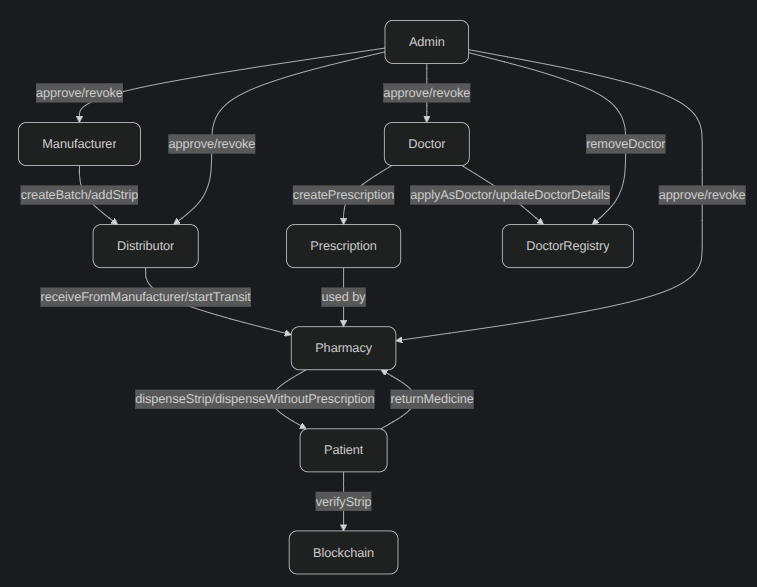 Admin
approve/revoke
approve/revoke
Manufacturer
approve/revoke
Doctor
removeDoctor
createBatch/addStrip
createPrescription
applyAsDoctor/updateDoctorDetails
approve/revoke
Distributor
Prescription
DoctorRegistry
receiveFromManufacturer/startTransit
used by
Pharmacy
dispenseStrip/dispenseWithoutPrescription
returnMedicine
Patient
verifyStrip
Blockchain